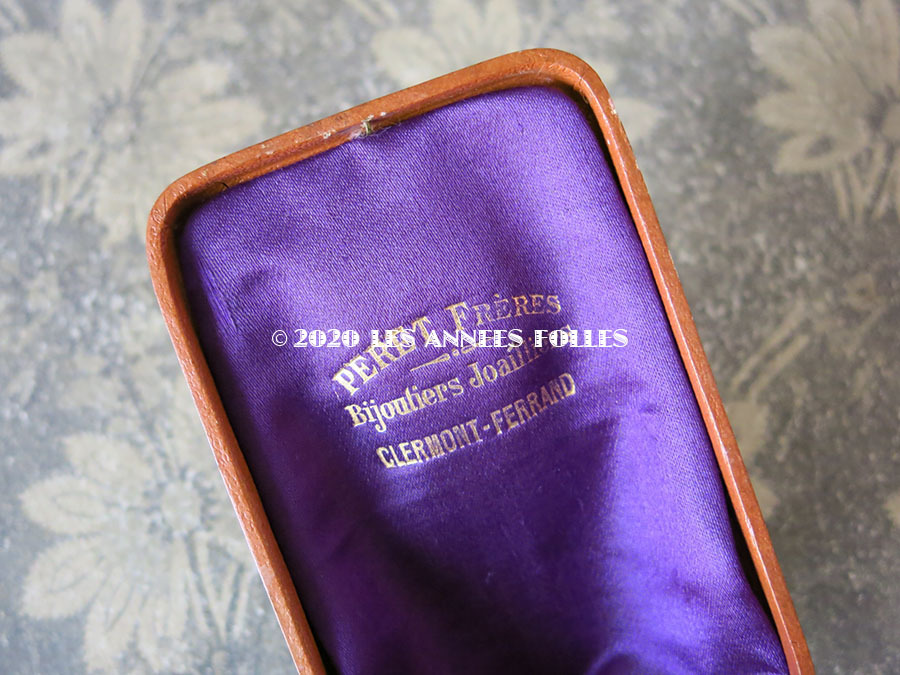 PERET FRÈRES
© 2020 LES ANNEES FOLLES
Bijoutiers Joailliers
CLERMONT-FERRAND